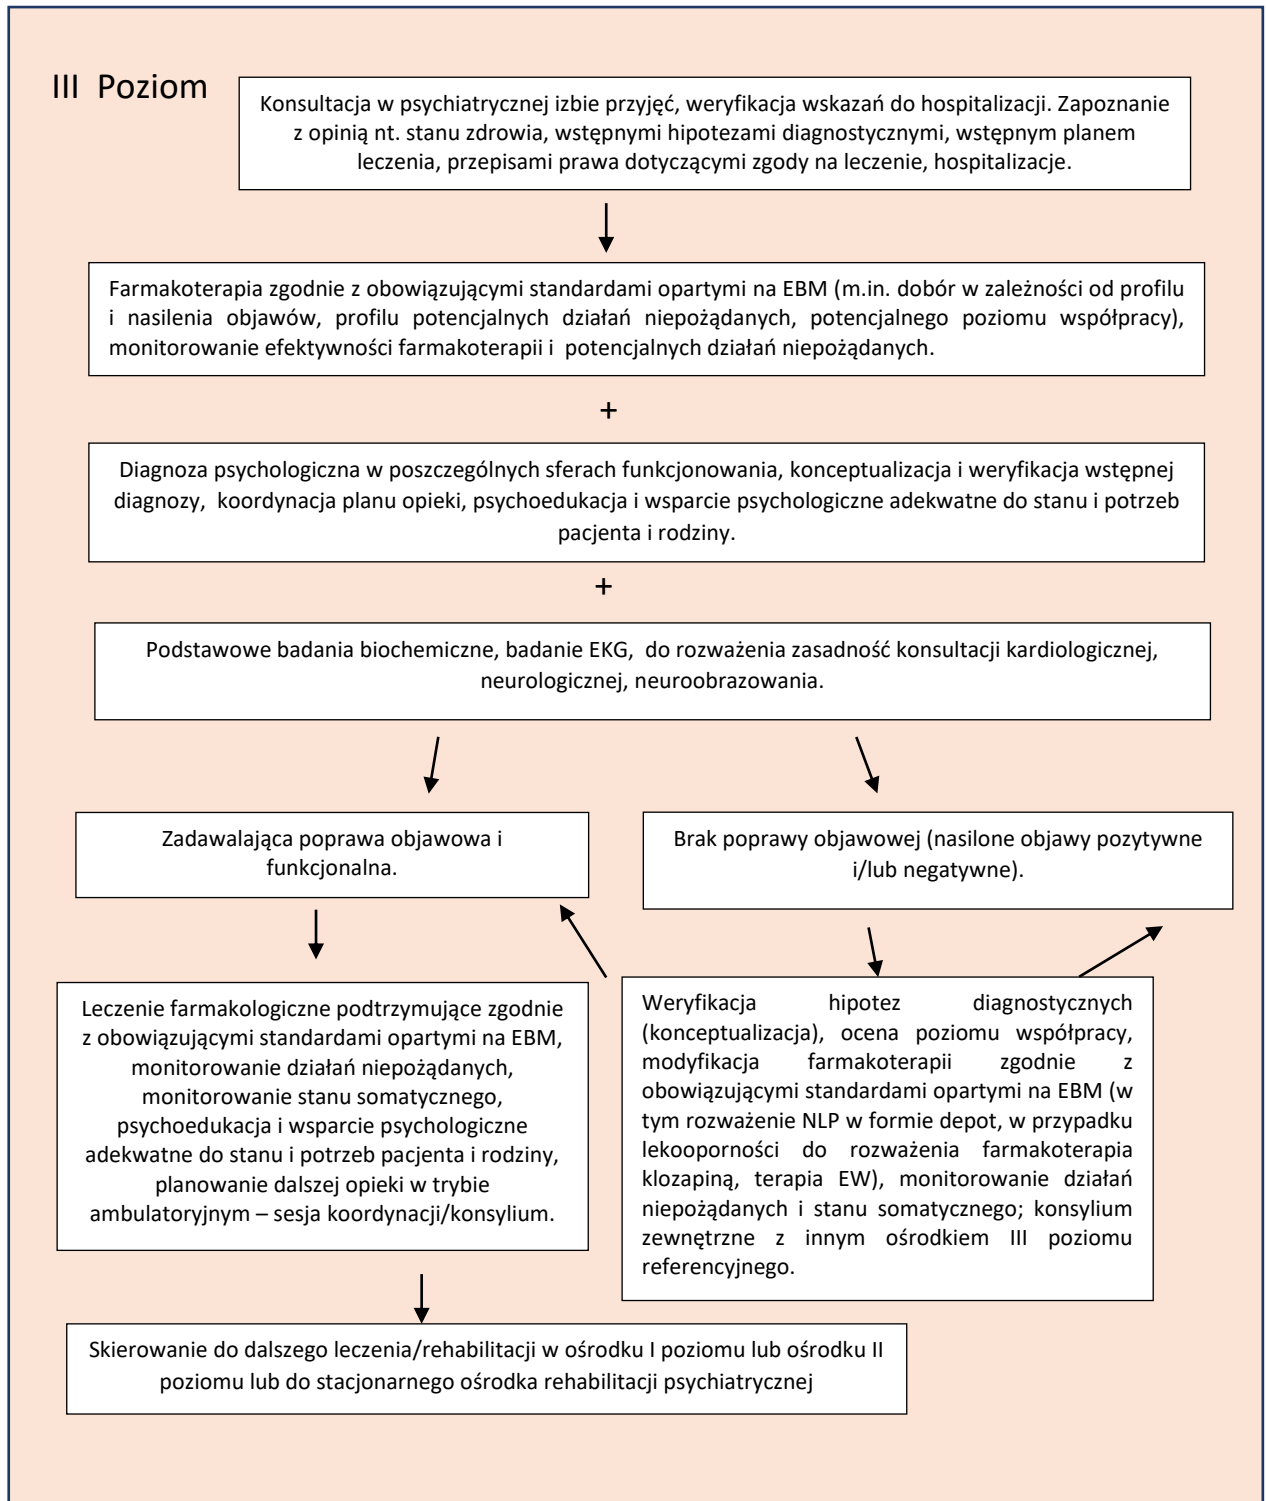 III Poziom
Konsultacja w psychiatrycznej izbie przyjęć, weryfikacja wskazań do hospitalizacji. Zapoznanie
z opinią nt. stanu zdrowia, wstępnymi hipotezami diagnostycznymi, wstępnym planem
leczenia, przepisami prawa dotyczącymi zgody na leczenie, hospitalizacje.
Farmakoterapia zgodnie z obowiązującymi standardami opartymi na EBM (m.in. dobór w zależności od profilu
i nasilenia objawów, profilu potencjalnych działań niepożądanych, potencjalnego poziomu współpracy),
monitorowanie efektywności farmakoterapii i potencjalnych działań niepożądanych.
+
Diagnoza psychologiczna w poszczególnych sferach funkcjonowania, konceptualizacja i weryfikacja wstępnej
diagnozy, koordynacja planu opieki, psychoedukacja i wsparcie psychologiczne adekwatne do stanu i potrzeb
pacjenta i rodziny.
+
Podstawowe badania biochemiczne, badanie EKG, do rozważenia zasadność konsultacji kardiologicznej,
neurologicznej, neuroobrazowania.
Zadawalająca poprawa objawowa i
funkcjonalna.
Brak poprawy objawowej (nasilone objawy pozytywne
i/lub negatywne).
Leczenie farmakologiczne podtrzymujące zgodnie
z obowiązującymi standardami opartymi na EBM,
monitorowanie działań niepożądanych,
monitorowanie stanu somatycznego,
psychoedukacja i wsparcie psychologiczne
adekwatne do stanu i potrzeb pacjenta i rodziny,
planowanie dalszej opieki w trybie
ambulatoryjnym – sesja koordynacji/konsylium.
Weryfikacja hipotez diagnostycznych
(konceptualizacja), ocena poziomu współpracy,
modyfikacja farmakoterapii zgodnie z
obowiązującymi standardami opartymi na EBM (w
tym rozważenie NLP w formie depot, w przypadku
lekooporności do rozważenia farmakoterapia
klozapiną, terapia EW), monitorowanie działań
niepożądanych i stanu somatycznego; konsylium
zewnętrzne z innym ośrodkiem III poziomu
referencyjnego.
Skierowanie do dalszego leczenia/rehabilitacji w ośrodku I poziomu lub ośrodku II
poziomu lub do stacjonarnego ośrodka rehabilitacji psychiatrycznej